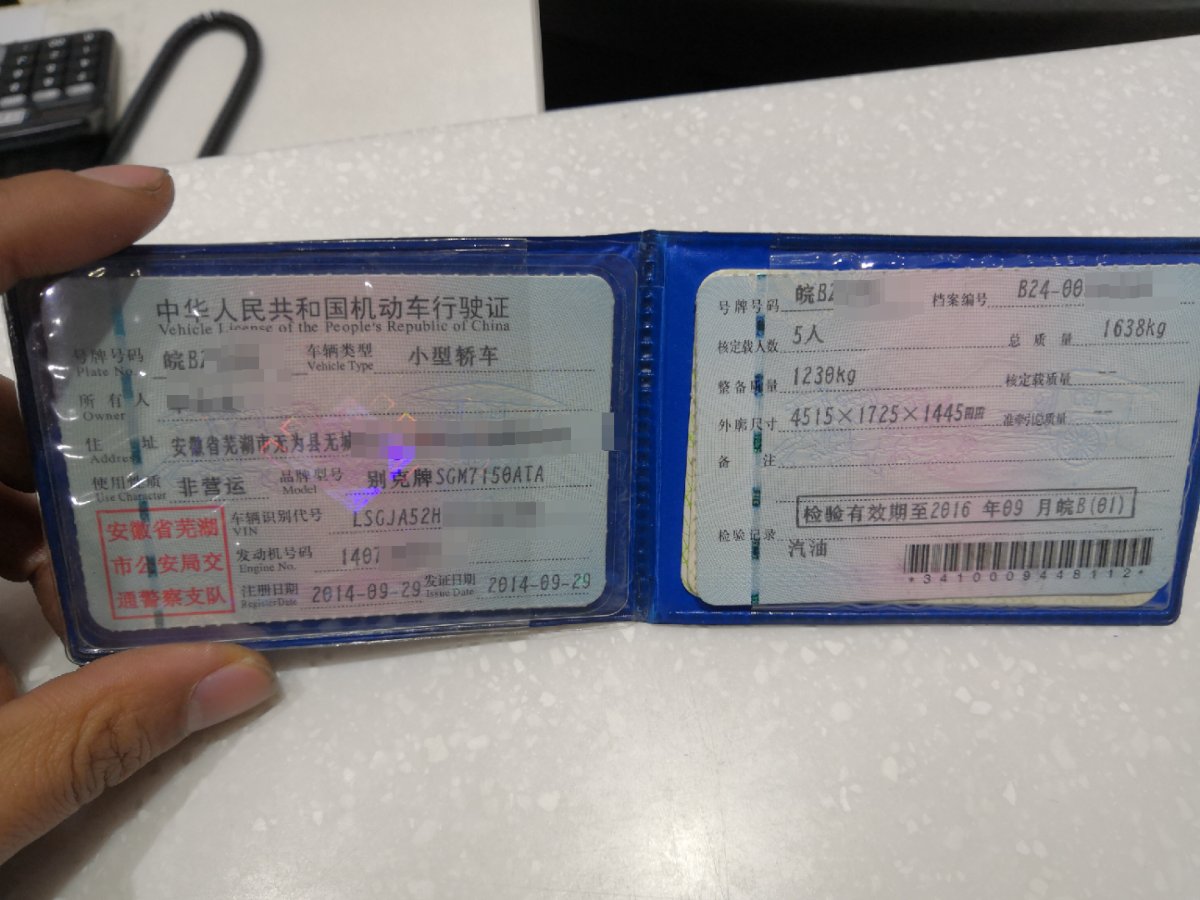 中华人民共和国机动车行驶证
Vehicle License of the People's Republic of China
号牌号码 皖B2 车辆类型 小型轿车
Plate No. Vehicle Type
所有人
Owner
住址 安徽省芜湖市无为县无城
Address
使用性质 非营运 品牌型号 别克牌SGM7150ATA
Use Character Model
安徽省芜湖
市公安局交
通警察支队
车辆识别代号 LSGJA52H
VIN
发动机号码 1407
Engine No.
注册日期 2014-09-29 发证日期 2014-09-29
Register Date Issue Date
号牌号码 皖B2 档案编号 B24-00
核定载人数 5人 总质量 1638kg
整备质量 1230kg 核定载质量 --
外廓尺寸 4515×1725×1445mm 准牵引总质量 --
备注
检验有效期至2016 年09 月皖B(01)
检验记录
汽油
*3410009448112*